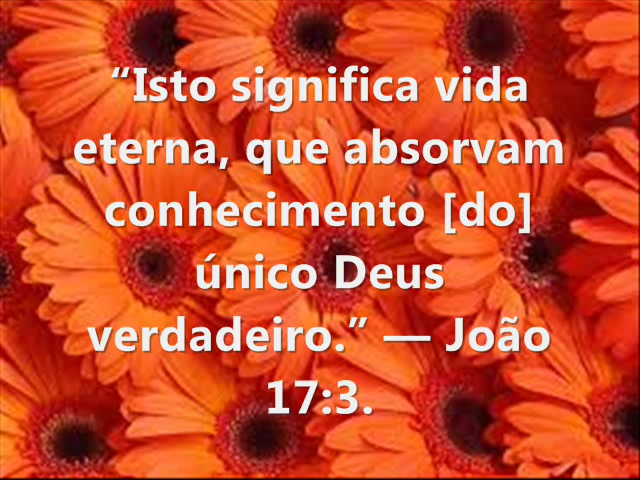 “Isto significa vida
eterna, que absorvam
conhecimento [do]
único Deus
verdadeiro.” — João
17:3.